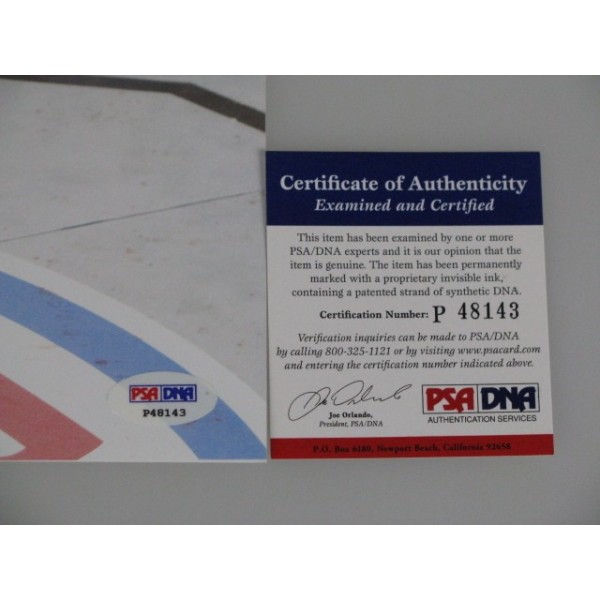 PSA DNA
P48143
Certificate of Authenticity
Examined and Certified
This item has been examined by one or more
PSA/DNA experts and it is our opinion that the
item is genuine. The item has been permanently
marked with a proprietary invisible ink,
containing a patented strand of synthetic DNA.
Certification Number: P 48143
Verification inquiries can be made to PSA/DNA
by calling 800-325-1121 or by visiting www.psacard.com
and entering the certification number indicated above.
Joe Orlando,
President, PSA/DNA
PSA DNA
AUTHENTICATION SERVICES
P.O. Box 6180, Newport Beach, California 92658